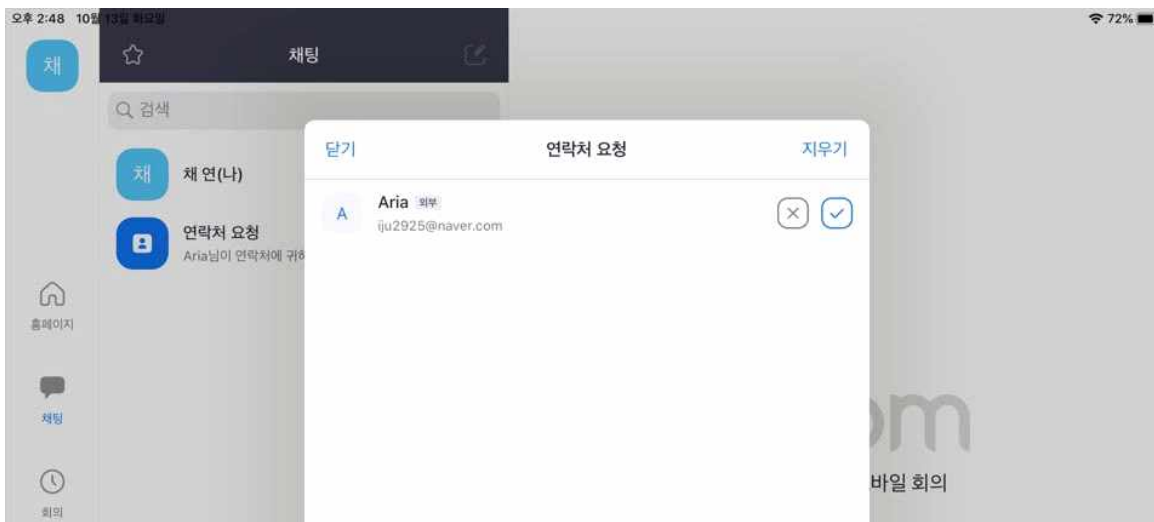 오후 2:48 10월 13일 화요일
72%
채
채팅
검색
채 채 연(나)
연락처 요청
Aria님이 연락처에 귀하
홈페이지
채팅
회의
닫기 연락처 요청 지우기
A Aria 외부
iju2925@naver.com
om
바일 회의